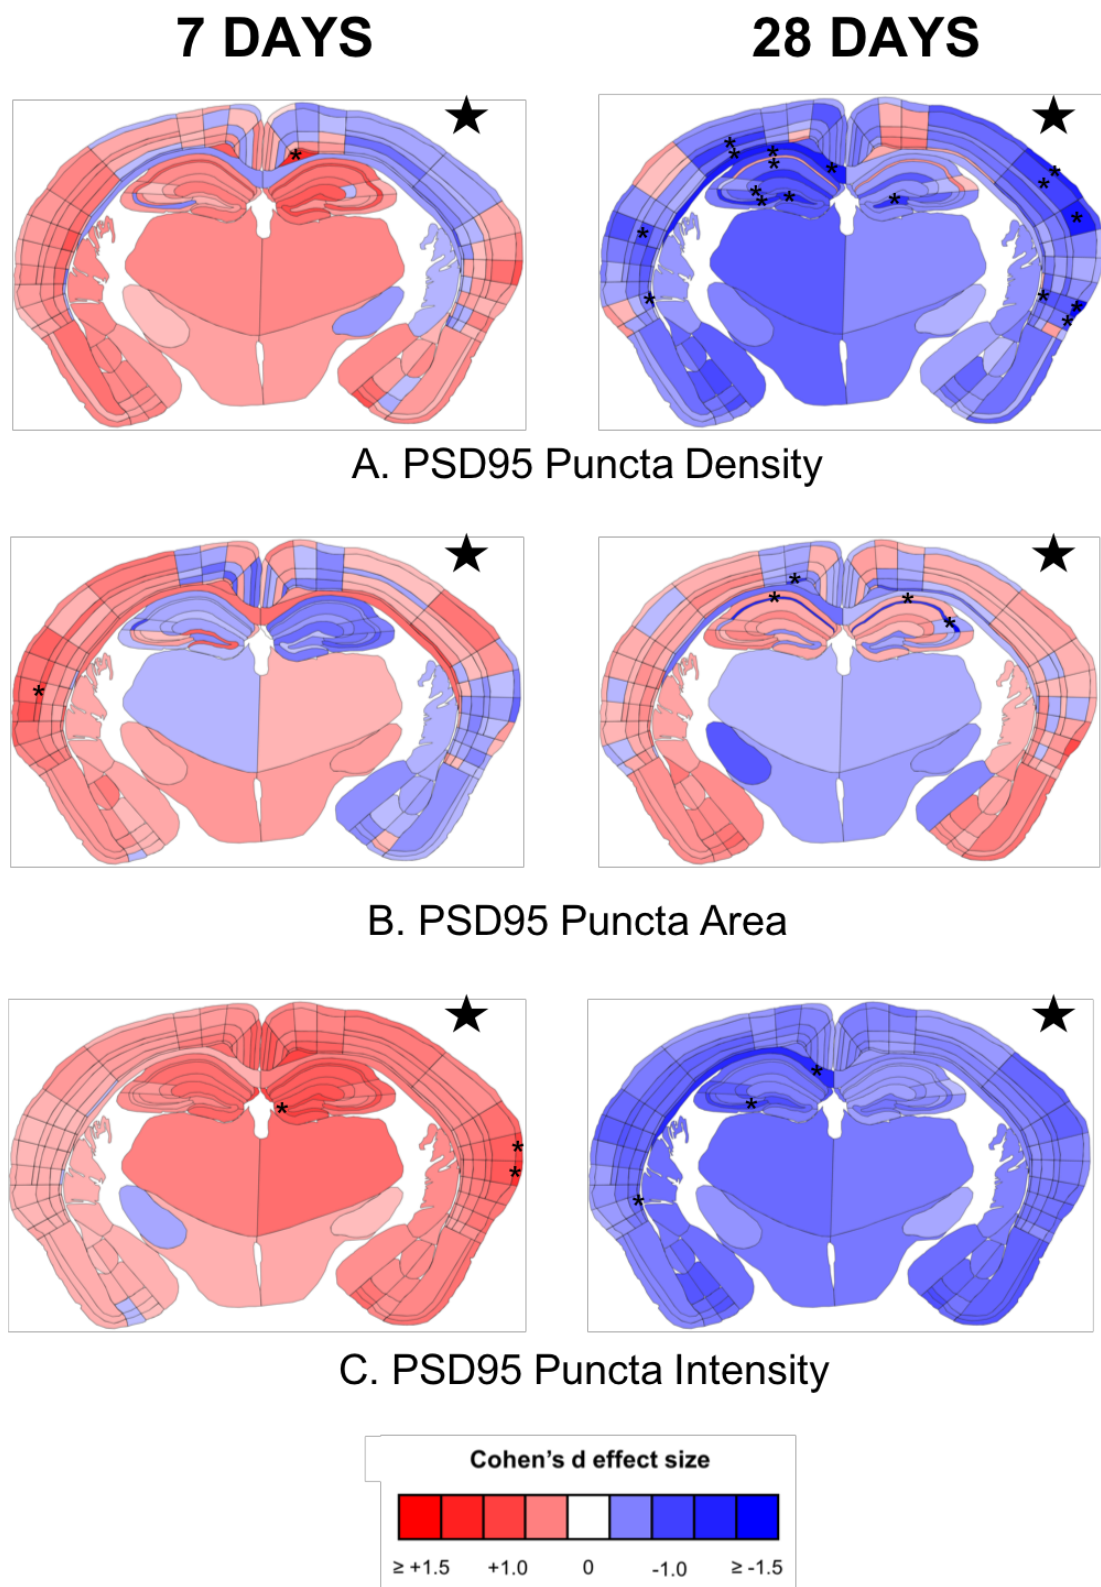 7 DAYS 28 DAYS
A. PSD95 Puncta Density
B. PSD95 Puncta Area
C. PSD95 Puncta Intensity
Cohen's d effect size
≥ +1.5 +1.0 0 -1.0 ≥ -1.5